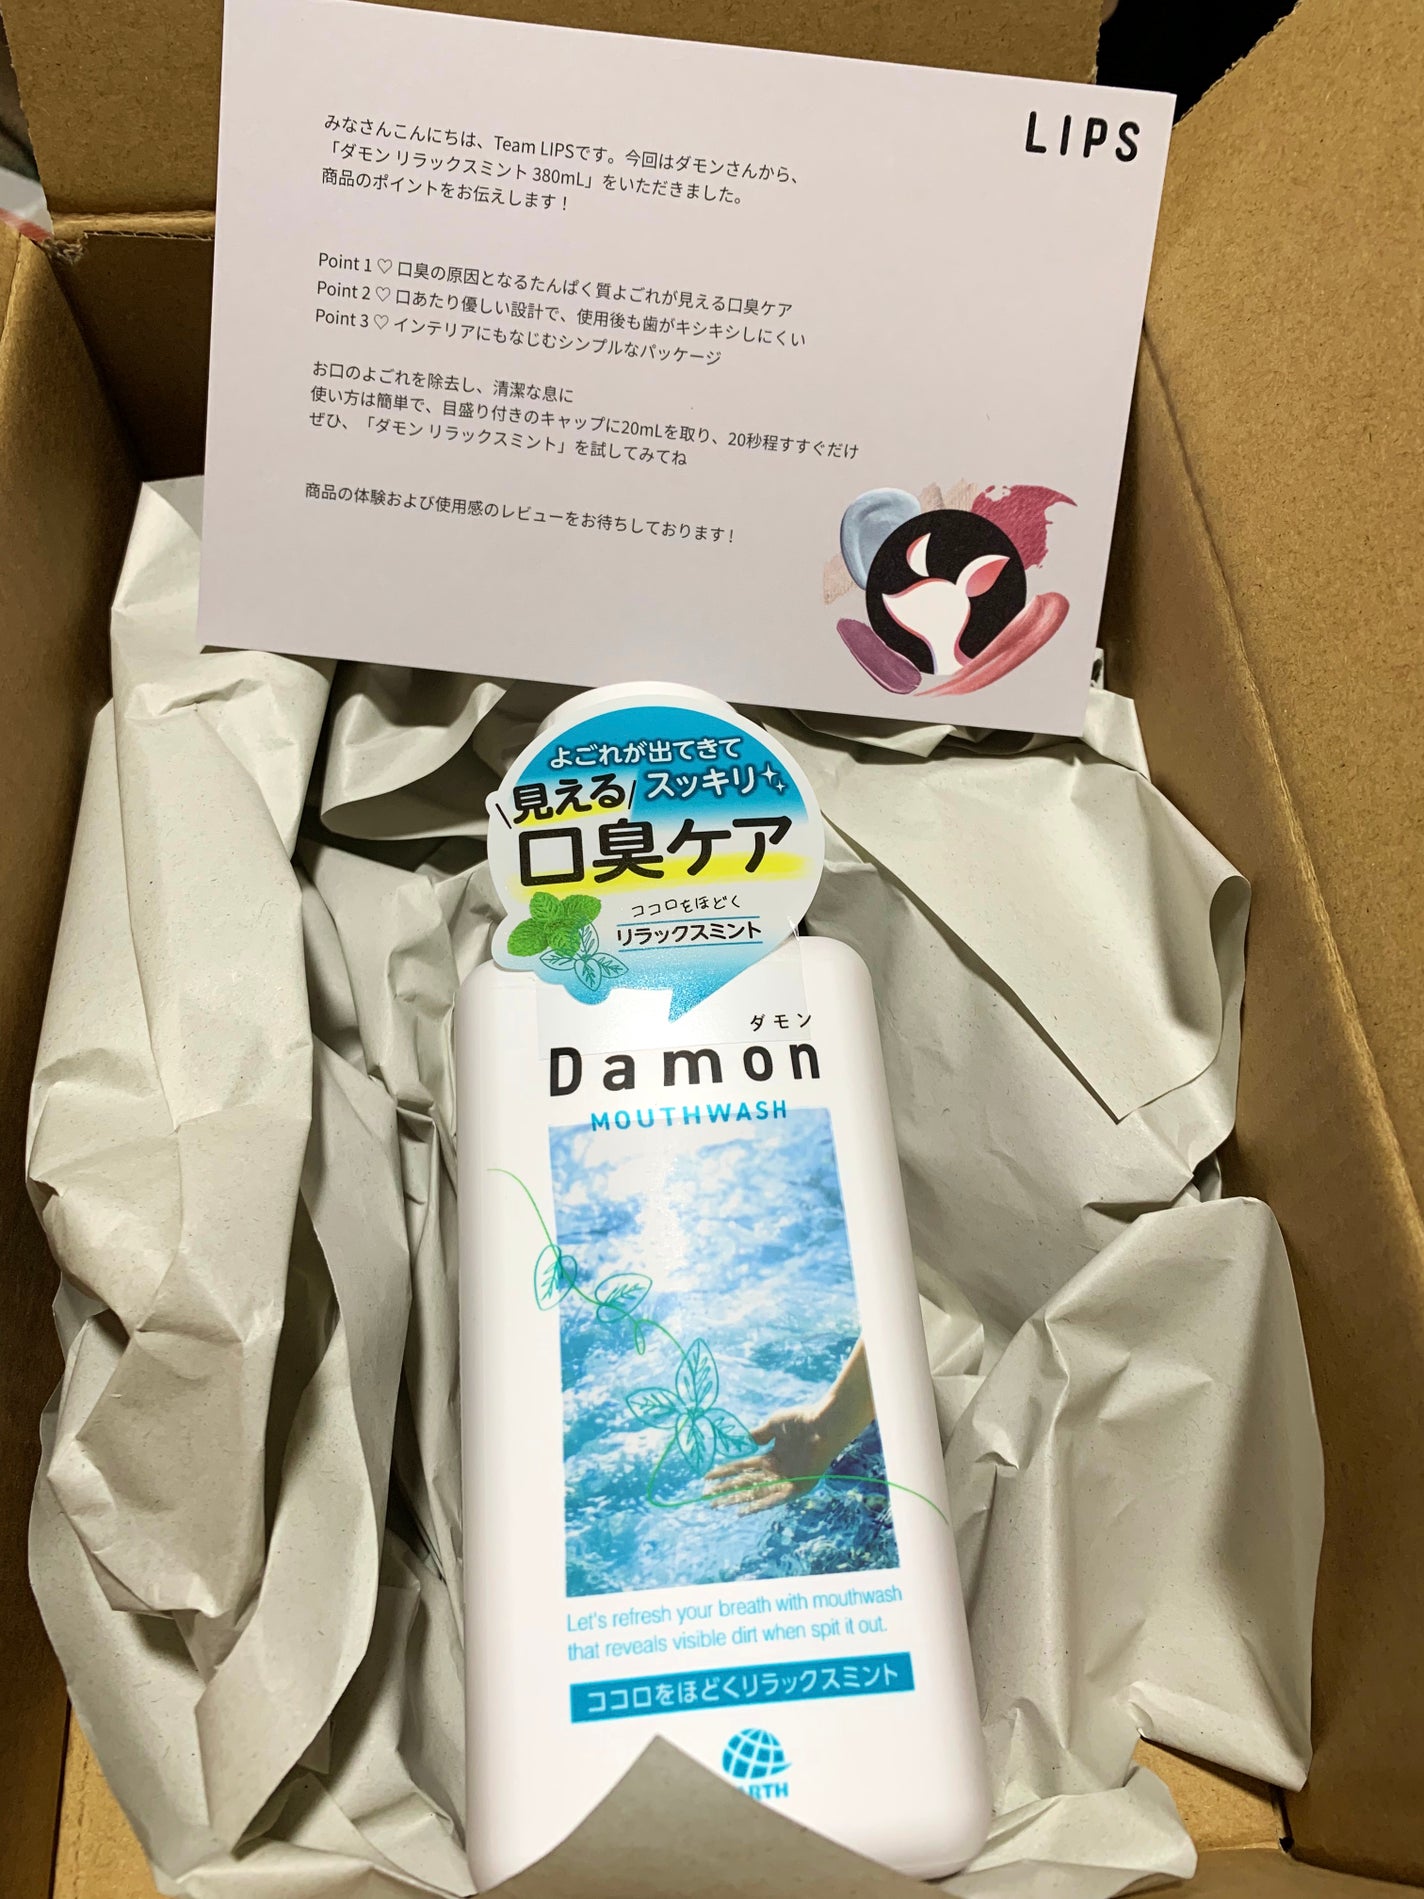 LIPS
みなさんこんにちは、Team LIPSです。今回はダモンさんから、
「ダモン リラックスミント 380mL」をいただきました。
商品のポイントをお伝えします！
Point 1 ♡ 口臭の原因となるたんぱく質よごれが見える口臭ケア
Point 2 ♡ 口あたり優しい設計で、使用後も歯がキシキシしにくい
Point 3 ♡ インテリアにもなじむシンプルなパッケージ
お口のよごれを除去し、清潔な息に
使い方は簡単で、目盛り付きのキャップに20mLを取り、20秒程すすぐだけ
ぜひ、「ダモン リラックスミント」を試してみてね
商品の体験および使用感のレビューをお待ちしております！
よごれが出てきて
スッキリ
見える
口臭ケア
ココロをほどく
リラックスミント
ダモン
Damon
MOUTHWASH
Let's refresh your breath with mouthwash
that reveals visible dirt when spit it out.
ココロをほどくリラックスミント